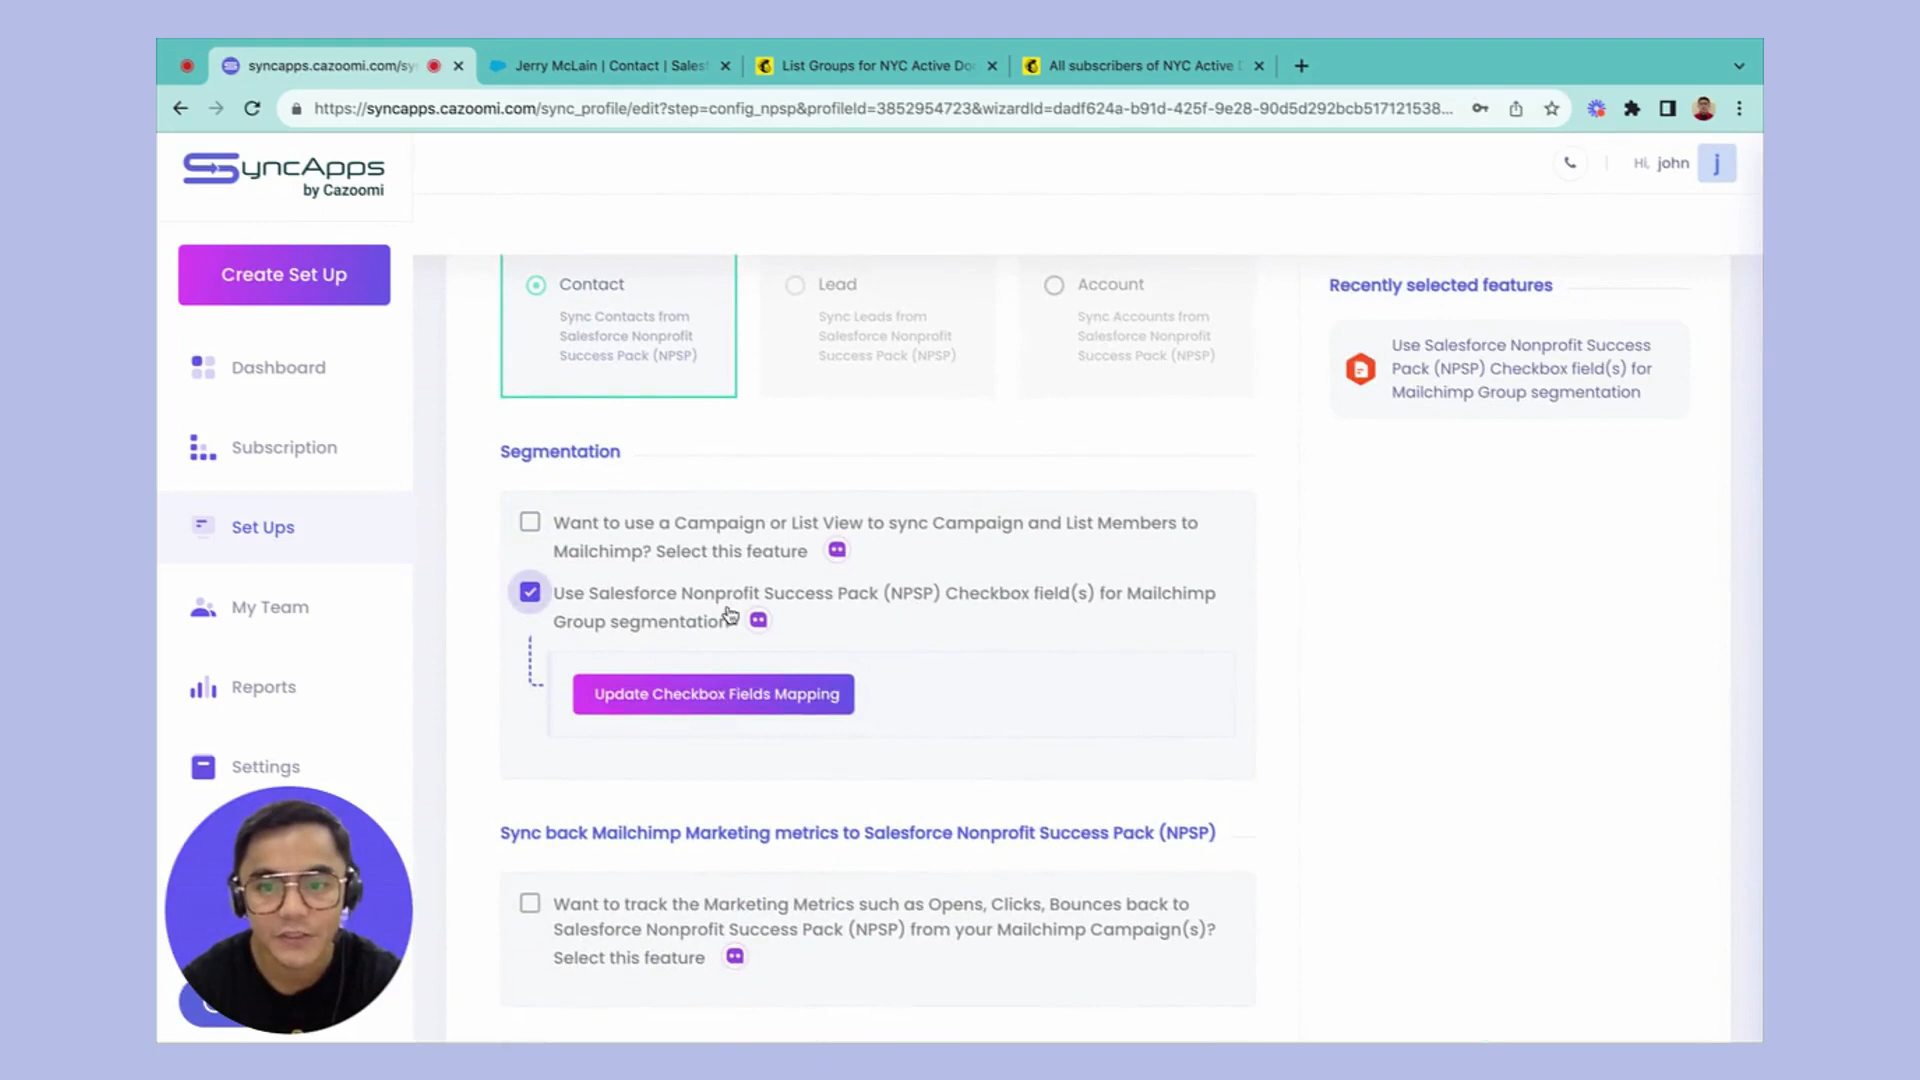 syncapps.cazoomi.com/sy
Jerry McLain | Contact | Salest
List Groups for NYC Active Do
All subscribers of NYC Active D
https://syncapps.cazoomi.com/sync_profile/edit?step=config_npsp&profileId=3852954723&wizardId=dadf624a-b91d-425f-9e28-90d5d292bcb517121538...
SyncApps
by Cazoomi
Hi, john
j
Create Set Up
Dashboard
Subscription
Set Ups
My Team
Reports
Settings
Contact
Sync Contacts from
Salesforce Nonprofit
Success Pack (NPSP)
Lead
Sync Leads from
Salesforce Nonprofit
Success Pack (NPSP)
Account
Sync Accounts from
Salesforce Nonprofit
Success Pack (NPSP)
Segmentation
Want to use a Campaign or List View to sync Campaign and List Members to
Mailchimp? Select this feature
Use Salesforce Nonprofit Success Pack (NPSP) Checkbox field(s) for Mailchimp
Group segmentation
Update Checkbox Fields Mapping
Sync back Mailchimp Marketing metrics to Salesforce Nonprofit Success Pack (NPSP)
Want to track the Marketing Metrics such as Opens, Clicks, Bounces back to
Salesforce Nonprofit Success Pack (NPSP) from your Mailchimp Campaign(s)?
Select this feature
Recently selected features
Use Salesforce Nonprofit Success
Pack (NPSP) Checkbox field(s) for
Mailchimp Group segmentation